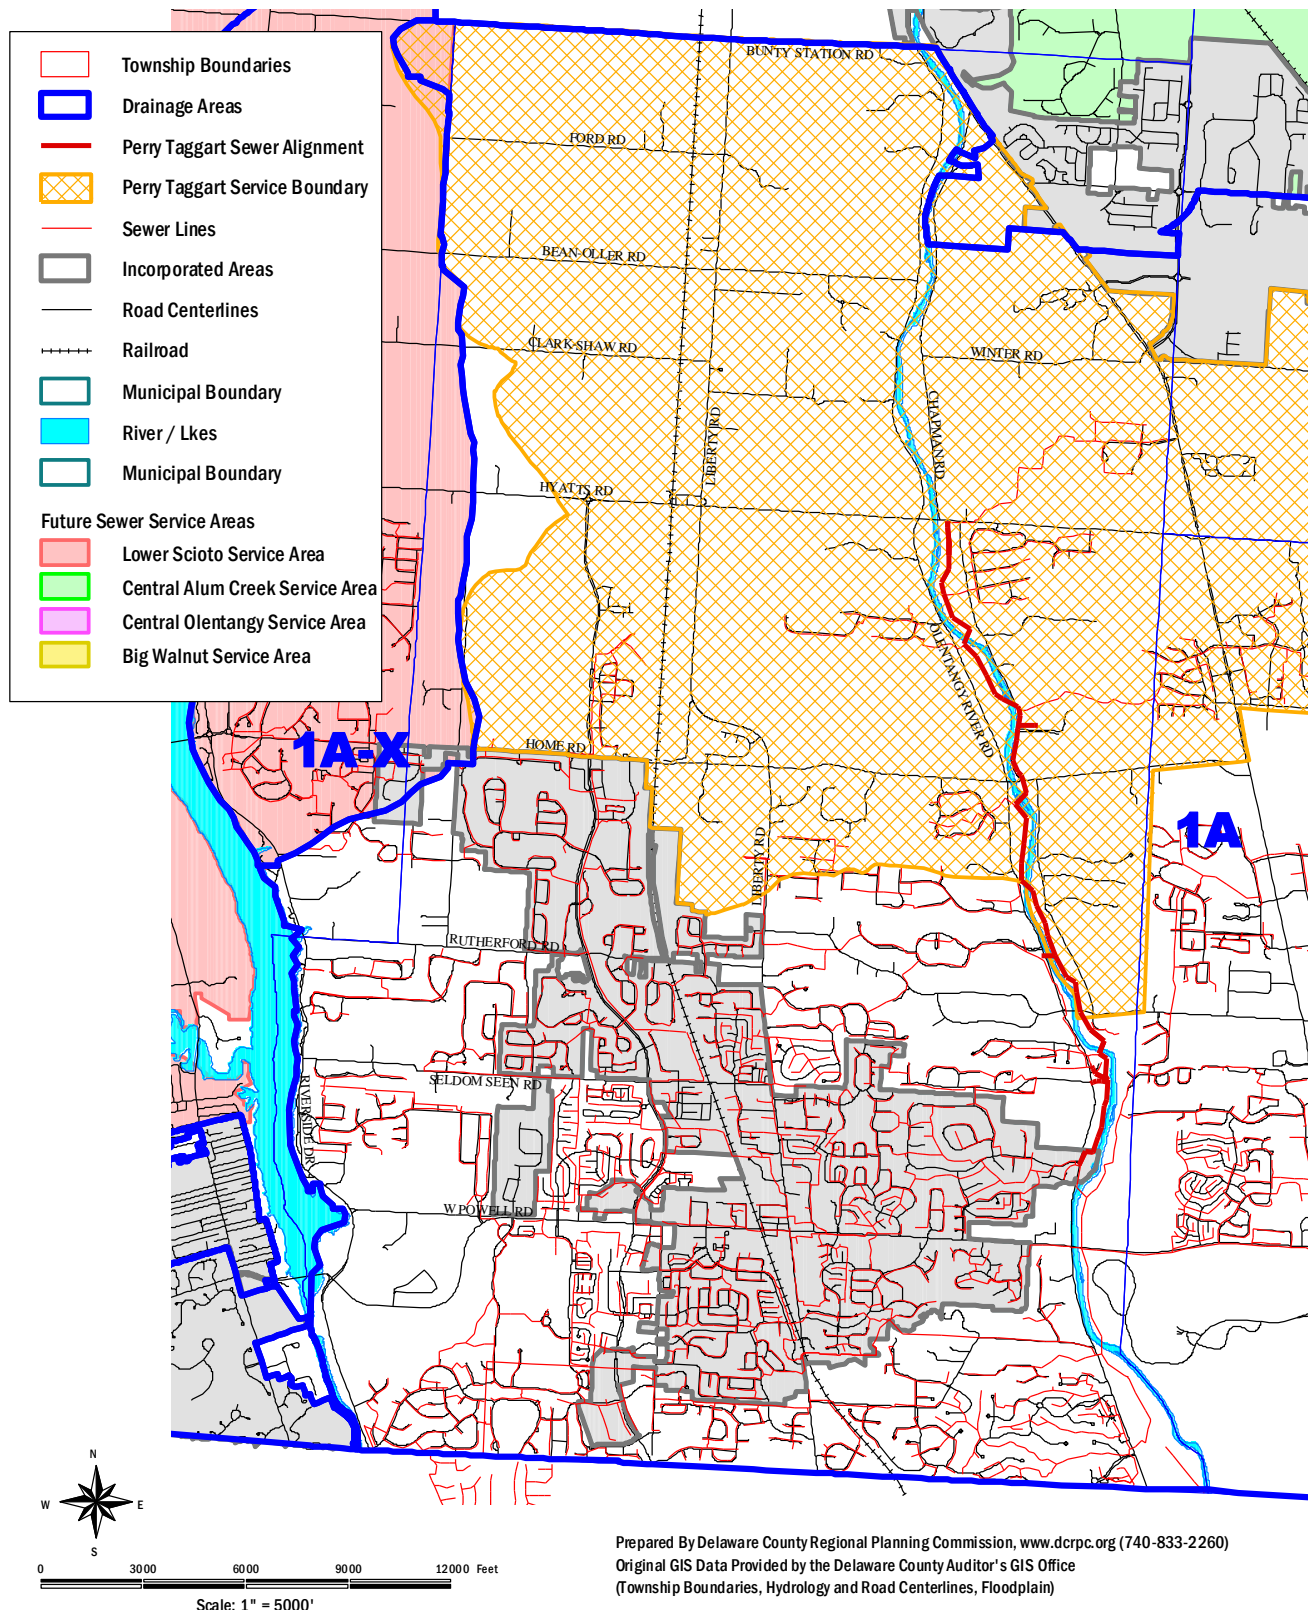 Township Boundaries
Drainage Areas
Perry Taggart Sewer Alignment
Perry Taggart Service Boundary
Sewer Lines
Incorporated Areas
Road Centerlines
Railroad
Municipal Boundary
River / Lkes
Municipal Boundary
Future Sewer Service Areas
Lower Scioto Service Area
Central Alum Creek Service Area
Central Olentangy Service Area
Big Walnut Service Area
BUNTY STATION RD
FORD RD
BEAN-OLLER RD
CLARK-SHAW RD
WINTER RD
CHAPMAN RD
LIBERTY RD
HYATTS RD
OLENTANGY RIVER RD
HOME RD
1A-X
1A
LIBERTY RD
RUTHERFORD RD
SELDOM SEEN RD
RIVERSIDE DR
W POWELL RD
N
W E
S
0 3000 6000 9000 12000 Feet
Scale: 1" = 5000'
Prepared By Delaware County Regional Planning Commission, www.dcrpc.org (740-833-2260)
Original GIS Data Provided by the Delaware County Auditor's GIS Office
(Township Boundaries, Hydrology and Road Centerlines, Floodplain)